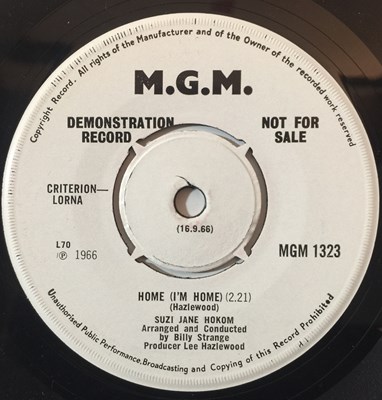 Copyright Record. All rights of the Manufacturer and of the Owner of the recorded work reserved
M.G.M.
DEMONSTRATION RECORD
NOT FOR SALE
CRITERION—
LORNA
(16.9.66)
L70
Ⓟ 1966
MGM 1323
HOME (I'M HOME) (2.21)
(Hazlewood)
SUZI JANE HOKOM
Arranged and Conducted
by Billy Strange
Producer Lee Hazlewood
Unauthorised Public Performance, Broadcasting and Copying of this Record Prohibited